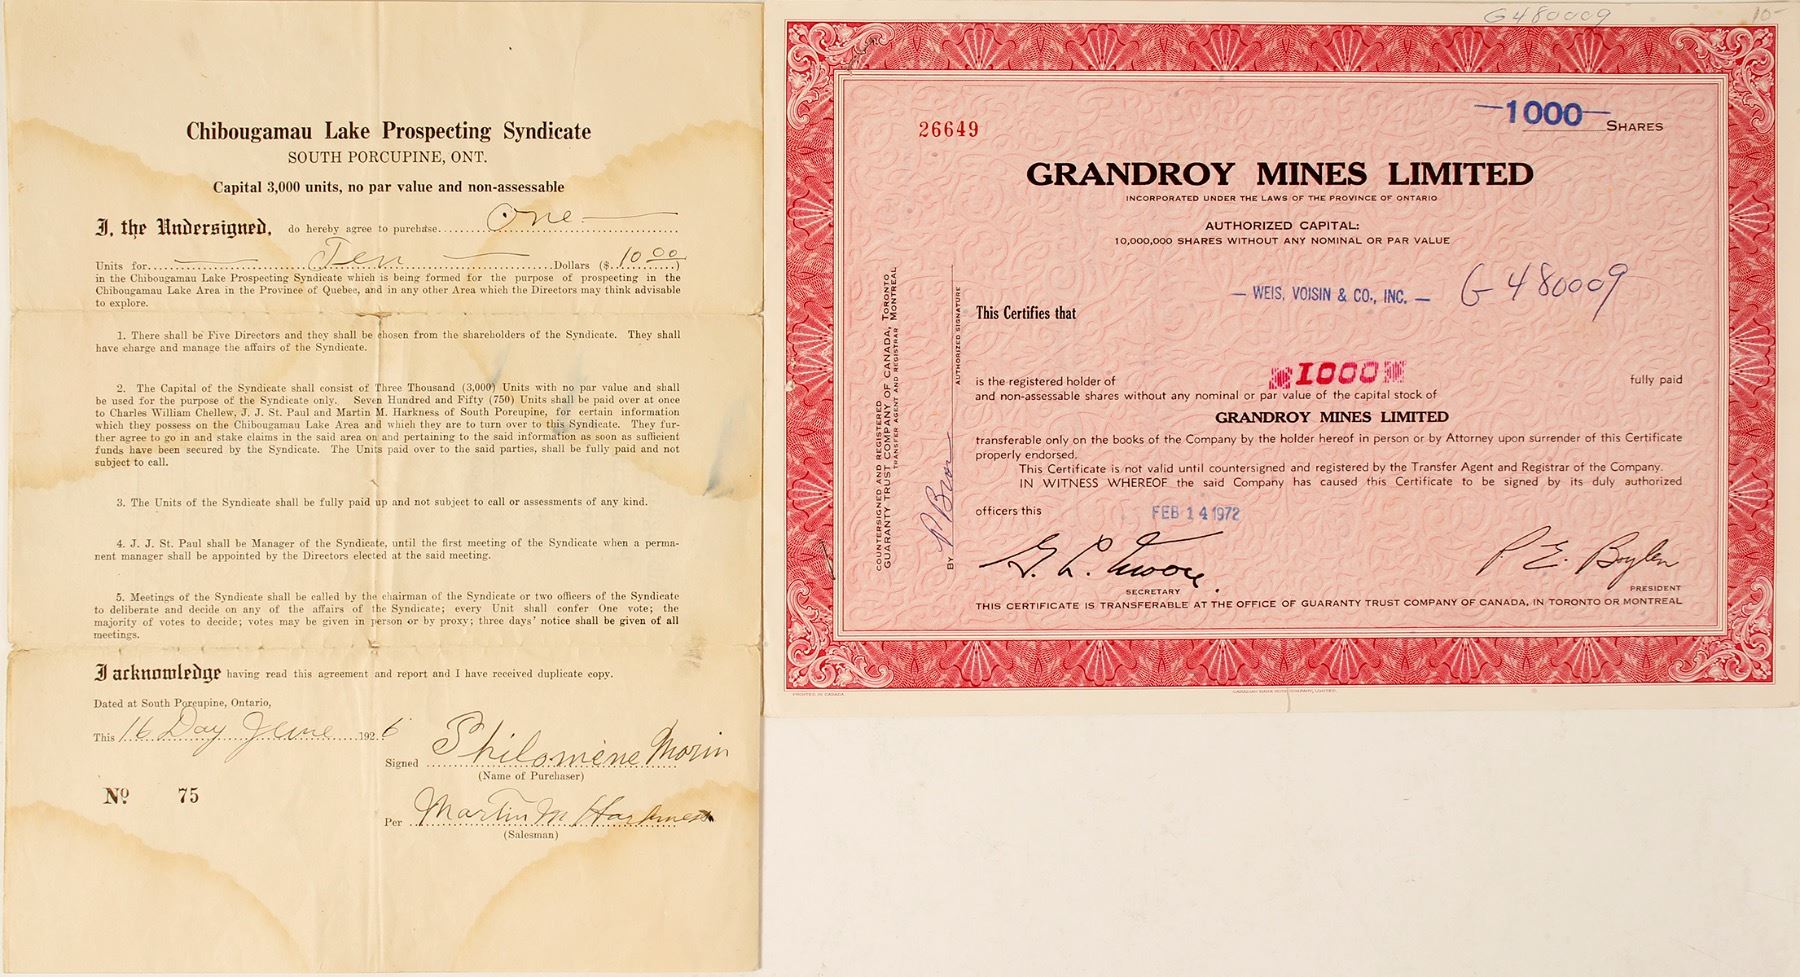 Chibougamau Lake Prospecting Syndicate
SOUTH PORCUPINE, ONT.
Capital 3,000 units, no par value and non-assessable
I, the Undersigned, do hereby agree to purchase One
Units for Ten Dollars ($ 10.00)
in the Chibougamau Lake Prospecting Syndicate which is being formed for the purpose of prospecting in the
Chibougamau Lake Area in the Province of Quebec, and in any other Area which the Directors may think advisable
to explore.
1. There shall be Five Directors and they shall be chosen from the shareholders of the Syndicate. They shall
have charge and manage the affairs of the Syndicate.
2. The Capital of the Syndicate shall consist of Three Thousand (3,000) Units with no par value and shall
be used for the purpose of the Syndicate only. Seven Hundred and Fifty (750) Units shall be paid over at once
to Charles William Chellew, J. J. St. Paul and Martin M. Harkness of South Porcupine, for certain information
which they possess on the Chibougamau Lake Area and which they are to turn over to this Syndicate. They fur-
ther agree to go in and stake claims in the said area on and pertaining to the said information as soon as sufficient
funds have been secured by the Syndicate. The Units paid over to the said parties, shall be fully paid and not
subject to call.
3. The Units of the Syndicate shall be fully paid up and not subject to call or assessments of any kind.
4. J. J. St. Paul shall be Manager of the Syndicate, until the first meeting of the Syndicate when a perma-
nent manager shall be appointed by the Directors elected at the said meeting.
5. Meetings of the Syndicate shall be called by the chairman of the Syndicate or two officers of the Syndicate
to deliberate and decide on any of the affairs of the Syndicate; every Unit shall confer One vote; the
majority of votes to decide; votes may be given in person or by proxy; three days' notice shall be given of all
meetings.
I acknowledge having read this agreement and report and I have received duplicate copy.
Dated at South Porcupine, Ontario,
This 16 Day June 1926
Signed Philomène Morin
(Name of Purchaser)
No 75
Per Martin M Harkness
(Salesman)
G480009
10-
26649
—1000— SHARES
GRANDROY MINES LIMITED
INCORPORATED UNDER THE LAWS OF THE PROVINCE OF ONTARIO
AUTHORIZED CAPITAL:
10,000,000 SHARES WITHOUT ANY NOMINAL OR PAR VALUE
— WEIS, VOISIN & CO., INC. — G480009
This Certifies that
is the registered holder of 1000 fully paid
and non-assessable shares without any nominal or par value of the capital stock of
GRANDROY MINES LIMITED
transferable only on the books of the Company by the holder hereof in person or by Attorney upon surrender of this Certificate
properly endorsed.
This Certificate is not valid until countersigned and registered by the Transfer Agent and Registrar of the Company.
IN WITNESS WHEREOF the said Company has caused this Certificate to be signed by its duly authorized
officers this FEB 14 1972
G. L. Moore
SECRETARY
P. E. Boylen
PRESIDENT
THIS CERTIFICATE IS TRANSFERABLE AT THE OFFICE OF GUARANTY TRUST COMPANY OF CANADA, IN TORONTO OR MONTREAL
COUNTERSIGNED AND REGISTERED
GUARANTY TRUST COMPANY OF CANADA, TORONTO
TRANSFER AGENT AND REGISTRAR MONTREAL
BY
AUTHORIZED SIGNATURE
PRINTED IN CANADA
CANADIAN BANK NOTE COMPANY, LIMITED.